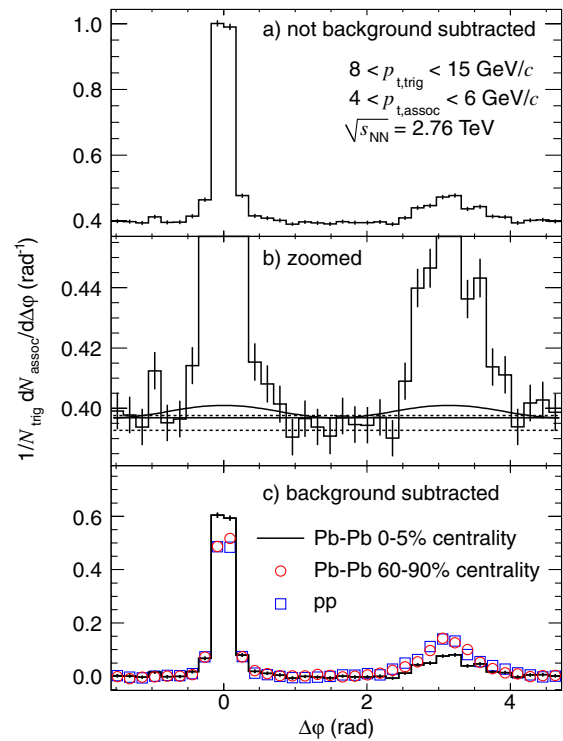 1/N_trig dN_assoc/dΔφ (rad⁻¹)
1.0
0.8
0.6
0.4
a) not background subtracted
8 < p_t,trig < 15 GeV/c
4 < p_t,assoc < 6 GeV/c
√s_NN = 2.76 TeV
0.44
0.42
0.40
b) zoomed
0.6
0.4
0.2
0.0
c) background subtracted
Pb-Pb 0-5% centrality
Pb-Pb 60-90% centrality
pp
0 2 4
Δφ (rad)